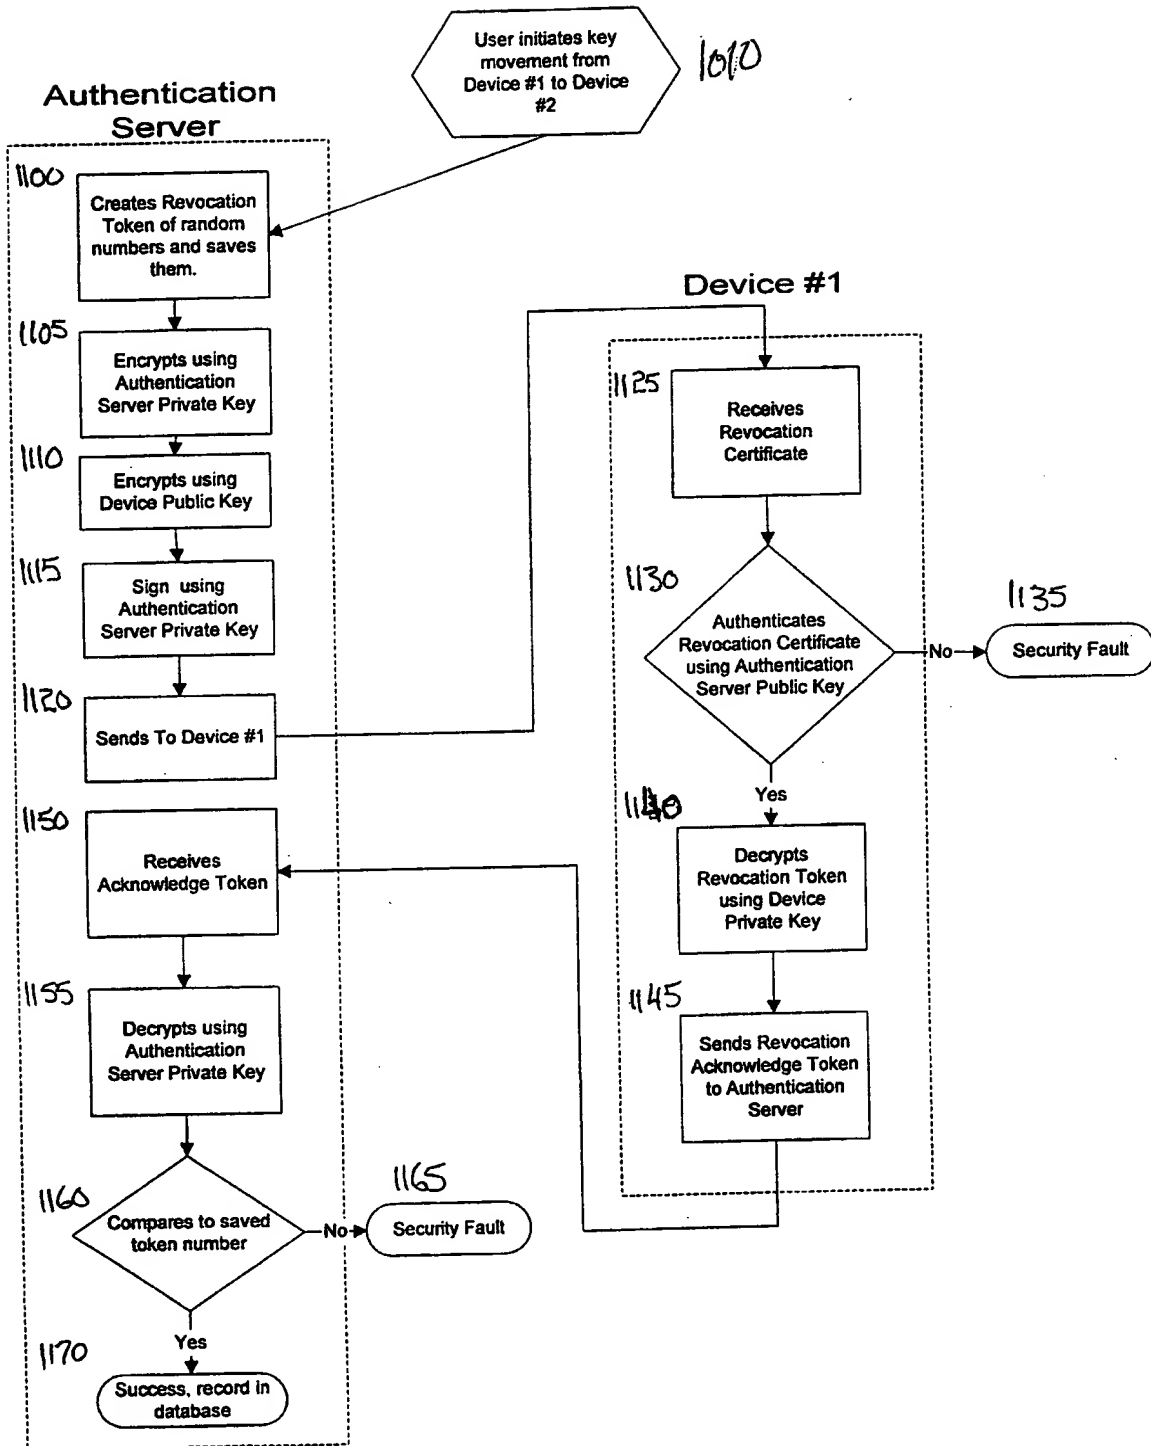 User initiates key
movement from
Device #1 to Device
#2
1010
Authentication
Server
1100
Creates Revocation
Token of random
numbers and saves
them.
1105
Encrypts using
Authentication
Server Private Key
1110
Encrypts using
Device Public Key
1115
Sign using
Authentication
Server Private Key
1120
Sends To Device #1
Device #1
1125
Receives
Revocation
Certificate
1130
Authenticates
Revocation Certificate
using Authentication
Server Public Key
No
1135
Security Fault
Yes
1140
Decrypts
Revocation Token
using Device
Private Key
1145
Sends Revocation
Acknowledge Token
to Authentication
Server
1150
Receives
Acknowledge Token
1155
Decrypts using
Authentication
Server Private Key
1160
Compares to saved
token number
No
1165
Security Fault
Yes
1170
Success, record in
database